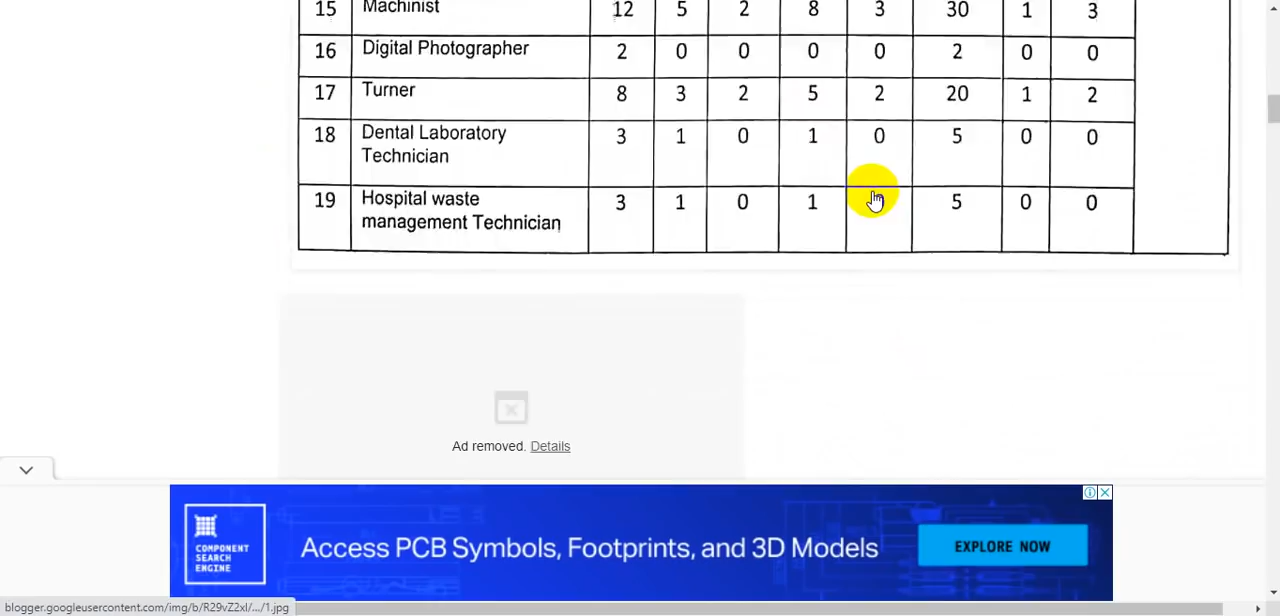 15 Machinist 12 5 2 8 3 30 1 3
16 Digital Photographer 2 0 0 0 0 2 0 0
17 Turner 8 3 2 5 2 20 1 2
18 Dental Laboratory 3 1 0 1 0 5 0 0
Technician
19 Hospital waste 3 1 0 1 5 0 0
management Technician
Ad removed. Details
COMPONENT
SEARCH
ENGINE
Access PCB Symbols, Footprints, and 3D Models
EXPLORE NOW
blogger.googleusercontent.com/img/b/R29vZ2xl/.../1.jpg